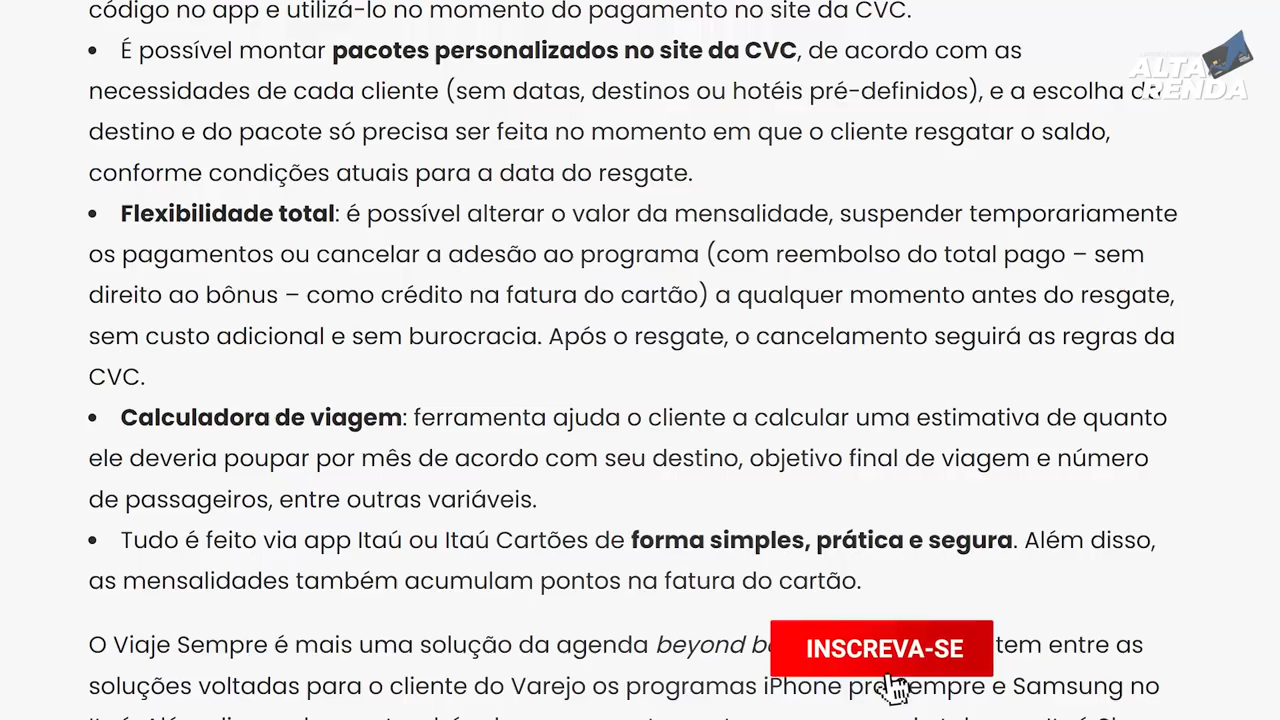 código no app e utilizá-lo no momento do pagamento no site da CVC.
• É possível montar pacotes personalizados no site da CVC, de acordo com as
necessidades de cada cliente (sem datas, destinos ou hotéis pré-definidos), e a escolha do
destino e do pacote só precisa ser feita no momento em que o cliente resgatar o saldo,
conforme condições atuais para a data do resgate.
• Flexibilidade total: é possível alterar o valor da mensalidade, suspender temporariamente
os pagamentos ou cancelar a adesão ao programa (com reembolso do total pago – sem
direito ao bônus – como crédito na fatura do cartão) a qualquer momento antes do resgate,
sem custo adicional e sem burocracia. Após o resgate, o cancelamento seguirá as regras da
CVC.
• Calculadora de viagem: ferramenta ajuda o cliente a calcular uma estimativa de quanto
ele deveria poupar por mês de acordo com seu destino, objetivo final de viagem e número
de passageiros, entre outras variáveis.
• Tudo é feito via app Itaú ou Itaú Cartões de forma simples, prática e segura. Além disso,
as mensalidades também acumulam pontos na fatura do cartão.
O Viaje Sempre é mais uma solução da agenda beyond tem entre as
soluções voltadas para o cliente do Varejo os programas iPhone pra Sempre e Samsung no
INSCREVA-SE
ALTA
RENDA